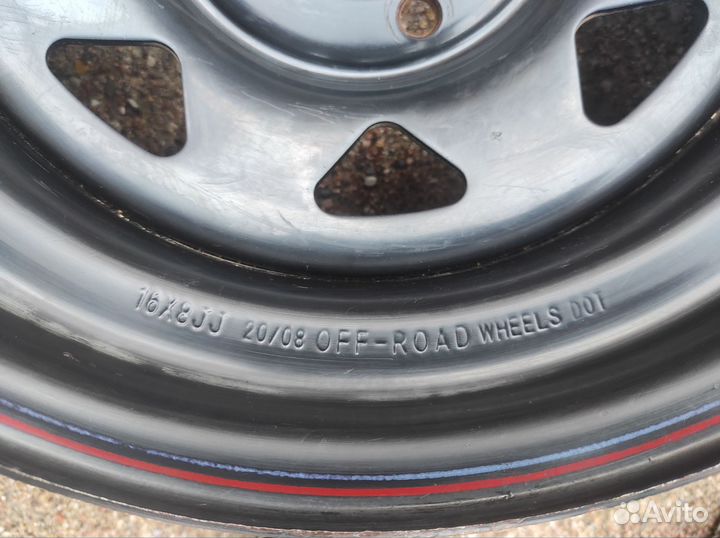 16X8JJ 20/08 OFF-ROAD WHEELS DOT
Avito